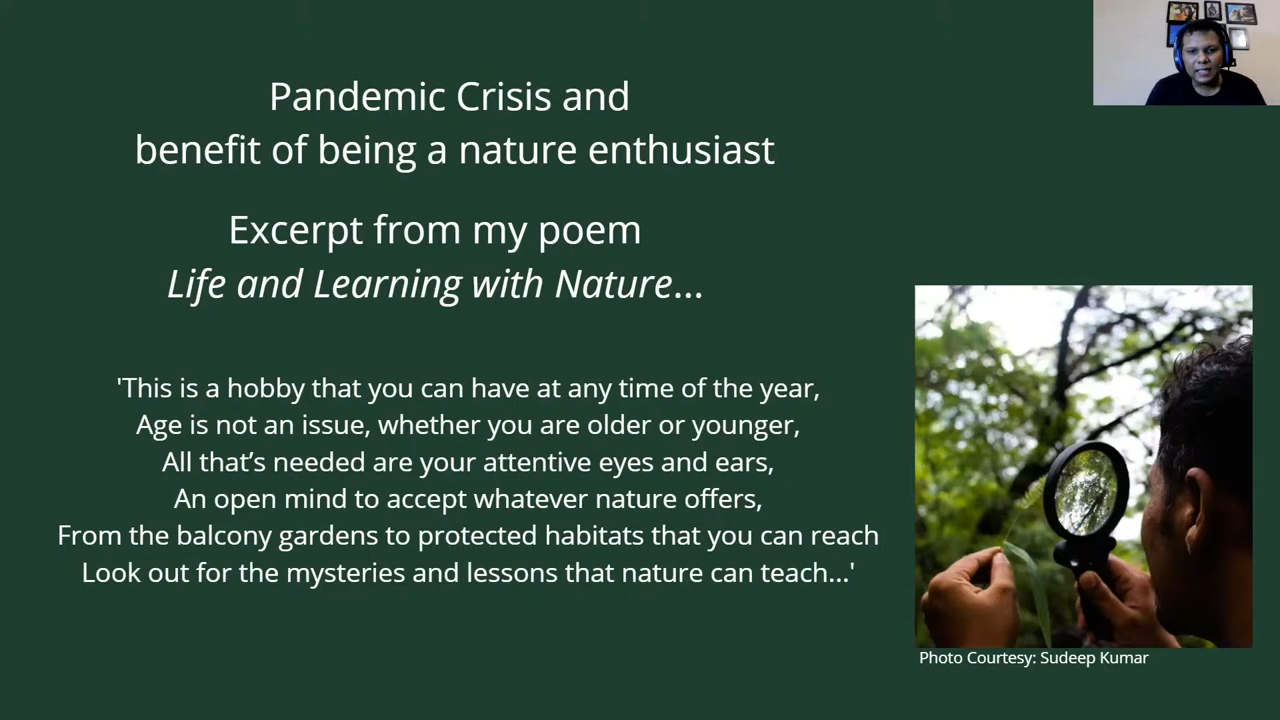 Pandemic Crisis and
benefit of being a nature enthusiast
Excerpt from my poem
Life and Learning with Nature...
'This is a hobby that you can have at any time of the year,
Age is not an issue, whether you are older or younger,
All that’s needed are your attentive eyes and ears,
An open mind to accept whatever nature offers,
From the balcony gardens to protected habitats that you can reach
Look out for the mysteries and lessons that nature can teach...'
Photo Courtesy: Sudeep Kumar